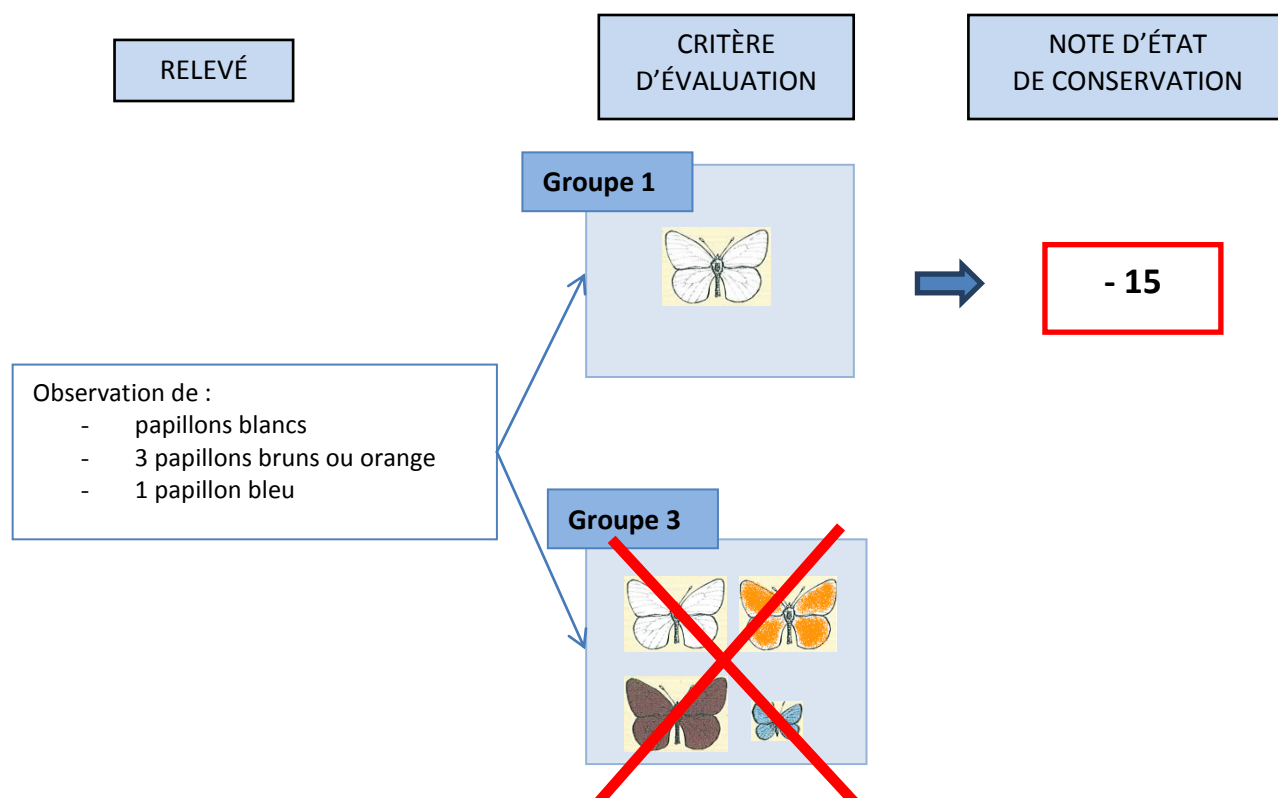 RELEVÉ
CRITÈRE
D’ÉVALUATION
NOTE D’ÉTAT
DE CONSERVATION
Groupe 1
- 15
Observation de :
- papillons blancs
- 3 papillons bruns ou orange
- 1 papillon bleu
Groupe 3